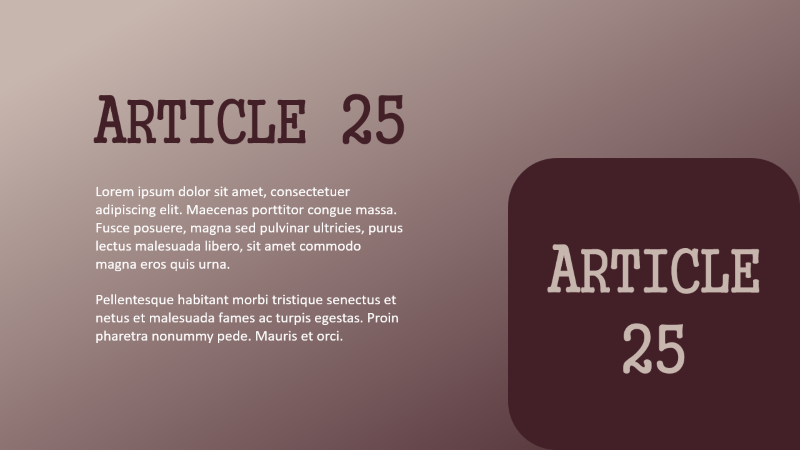 ARTICLE 25
Lorem ipsum dolor sit amet, consectetuer
adipiscing elit. Maecenas porttitor congue massa.
Fusce posuere, magna sed pulvinar ultricies, purus
lectus malesuada libero, sit amet commodo
magna eros quis urna.
Pellentesque habitant morbi tristique senectus et
netus et malesuada fames ac turpis egestas. Proin
pharetra nonummy pede. Mauris et orci.
ARTICLE
25